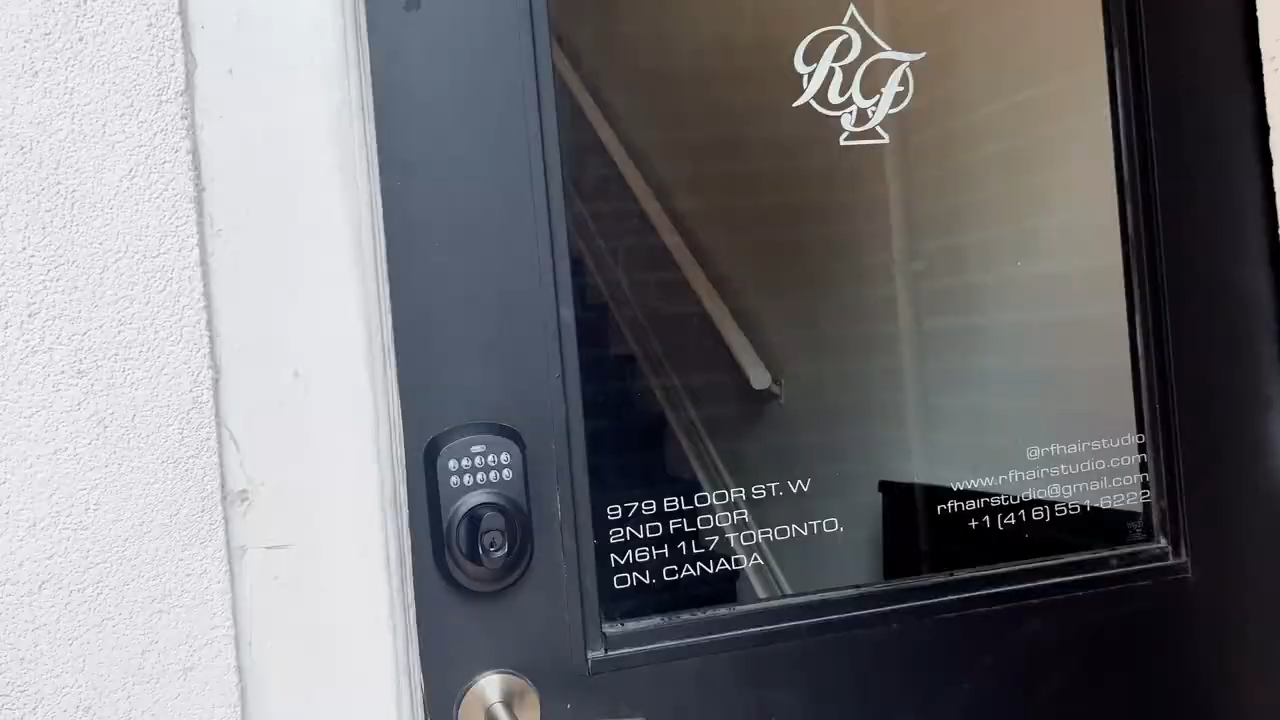 RF
979 BLOOR ST. W
2ND FLOOR
M6H 1L7 TORONTO,
ON. CANADA
@rfhairstudio
www.rfhairstudio.com
rfhairstudio@gmail.com
+1 (416) 551-6222